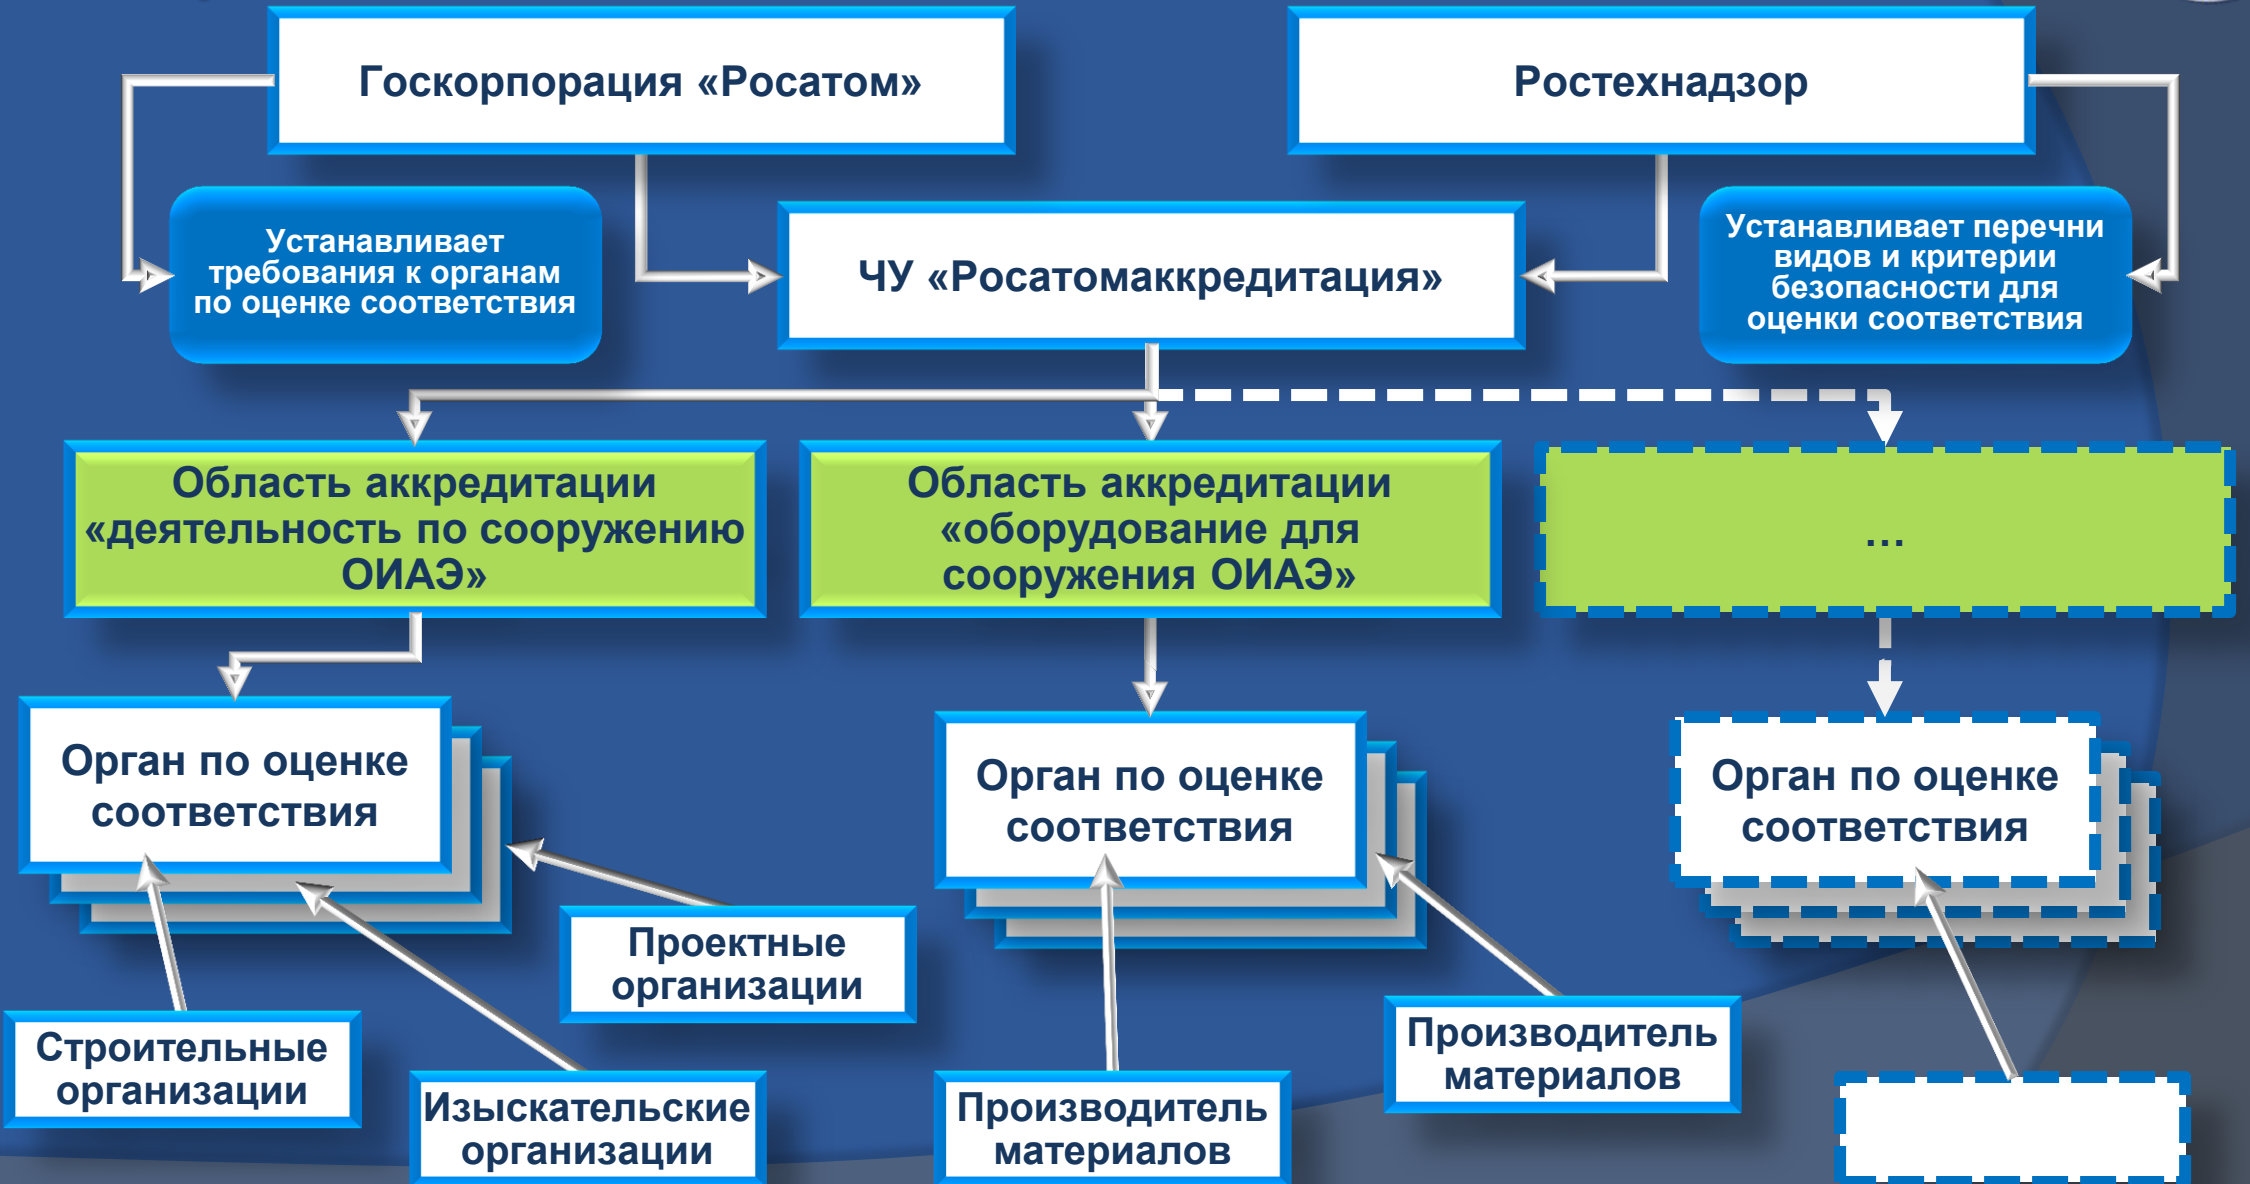 Госкорпорация «Росатом»
Ростехнадзор
Устанавливает
требования к органам
по оценке соответствия
ЧУ «Росатомаккредитация»
Устанавливает перечни
видов и критерии
безопасности для
оценки соответствия
Область аккредитации
«деятельность по сооружению
ОИАЭ»
Область аккредитации
«оборудование для
сооружения ОИАЭ»
...
Орган по оценке
соответствия
Орган по оценке
соответствия
Орган по оценке
соответствия
Проектные
организации
Строительные
организации
Изыскательские
организации
Производитель
материалов
Производитель
материалов